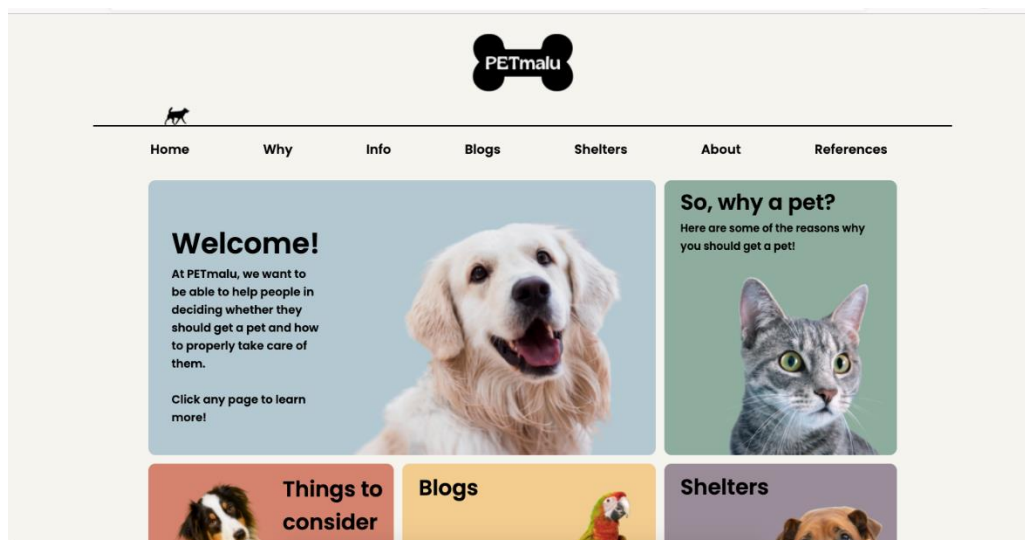 PETmalu
Home Why Info Blogs Shelters About References
Welcome!
At PETmalu, we want to
be able to help people in
deciding whether they
should get a pet and how
to properly take care of
them.
Click any page to learn
more!
So, why a pet?
Here are some of the reasons why
you should get a pet!
Things to
consider
Blogs
Shelters